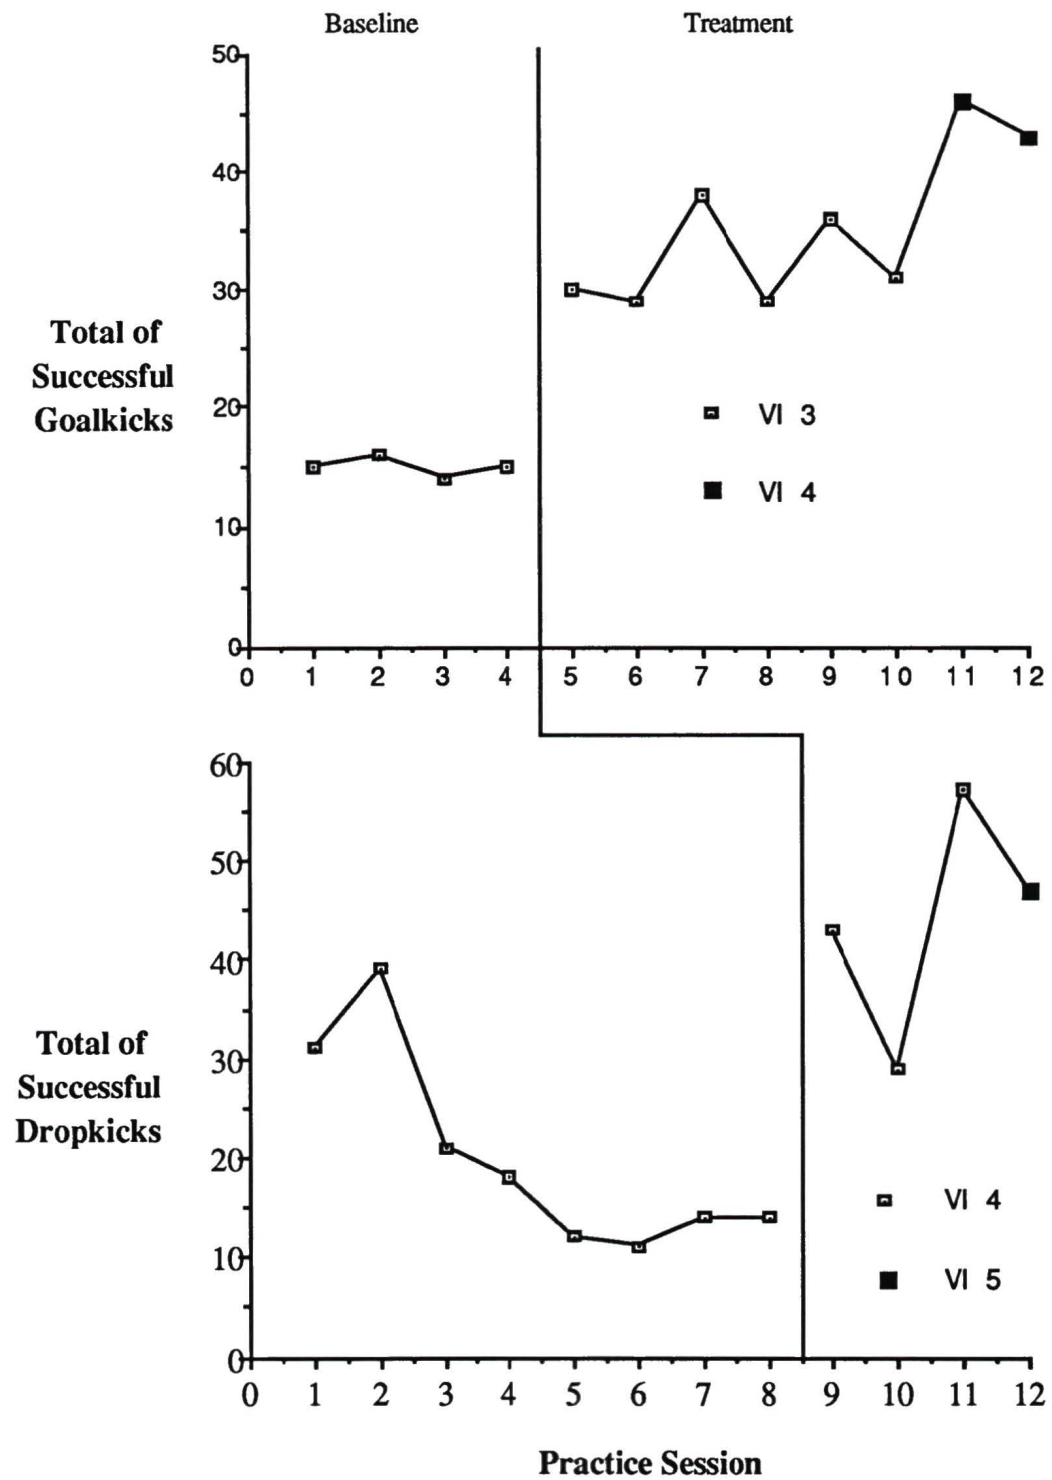 Baseline Treatment
50
40
30
20
10
0
Total of
Successful
Goalkicks
VI 3
VI 4
0 1 2 3 4 5 6 7 8 9 10 11 12
60
50
40
30
20
10
0
Total of
Successful
Dropkicks
VI 4
VI 5
0 1 2 3 4 5 6 7 8 9 10 11 12
Practice Session